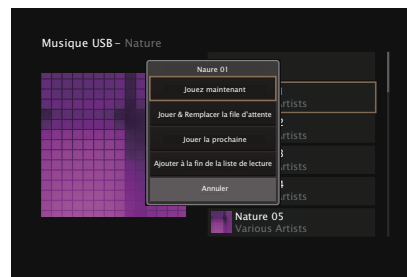 Musique USB – Nature
Naure 01
Jouez maintenant
Jouer & Remplacer la file d'attente
Jouer la prochaine
Ajouter à la fin de la liste de lecture
Annuler
Nature 05
Various Artists